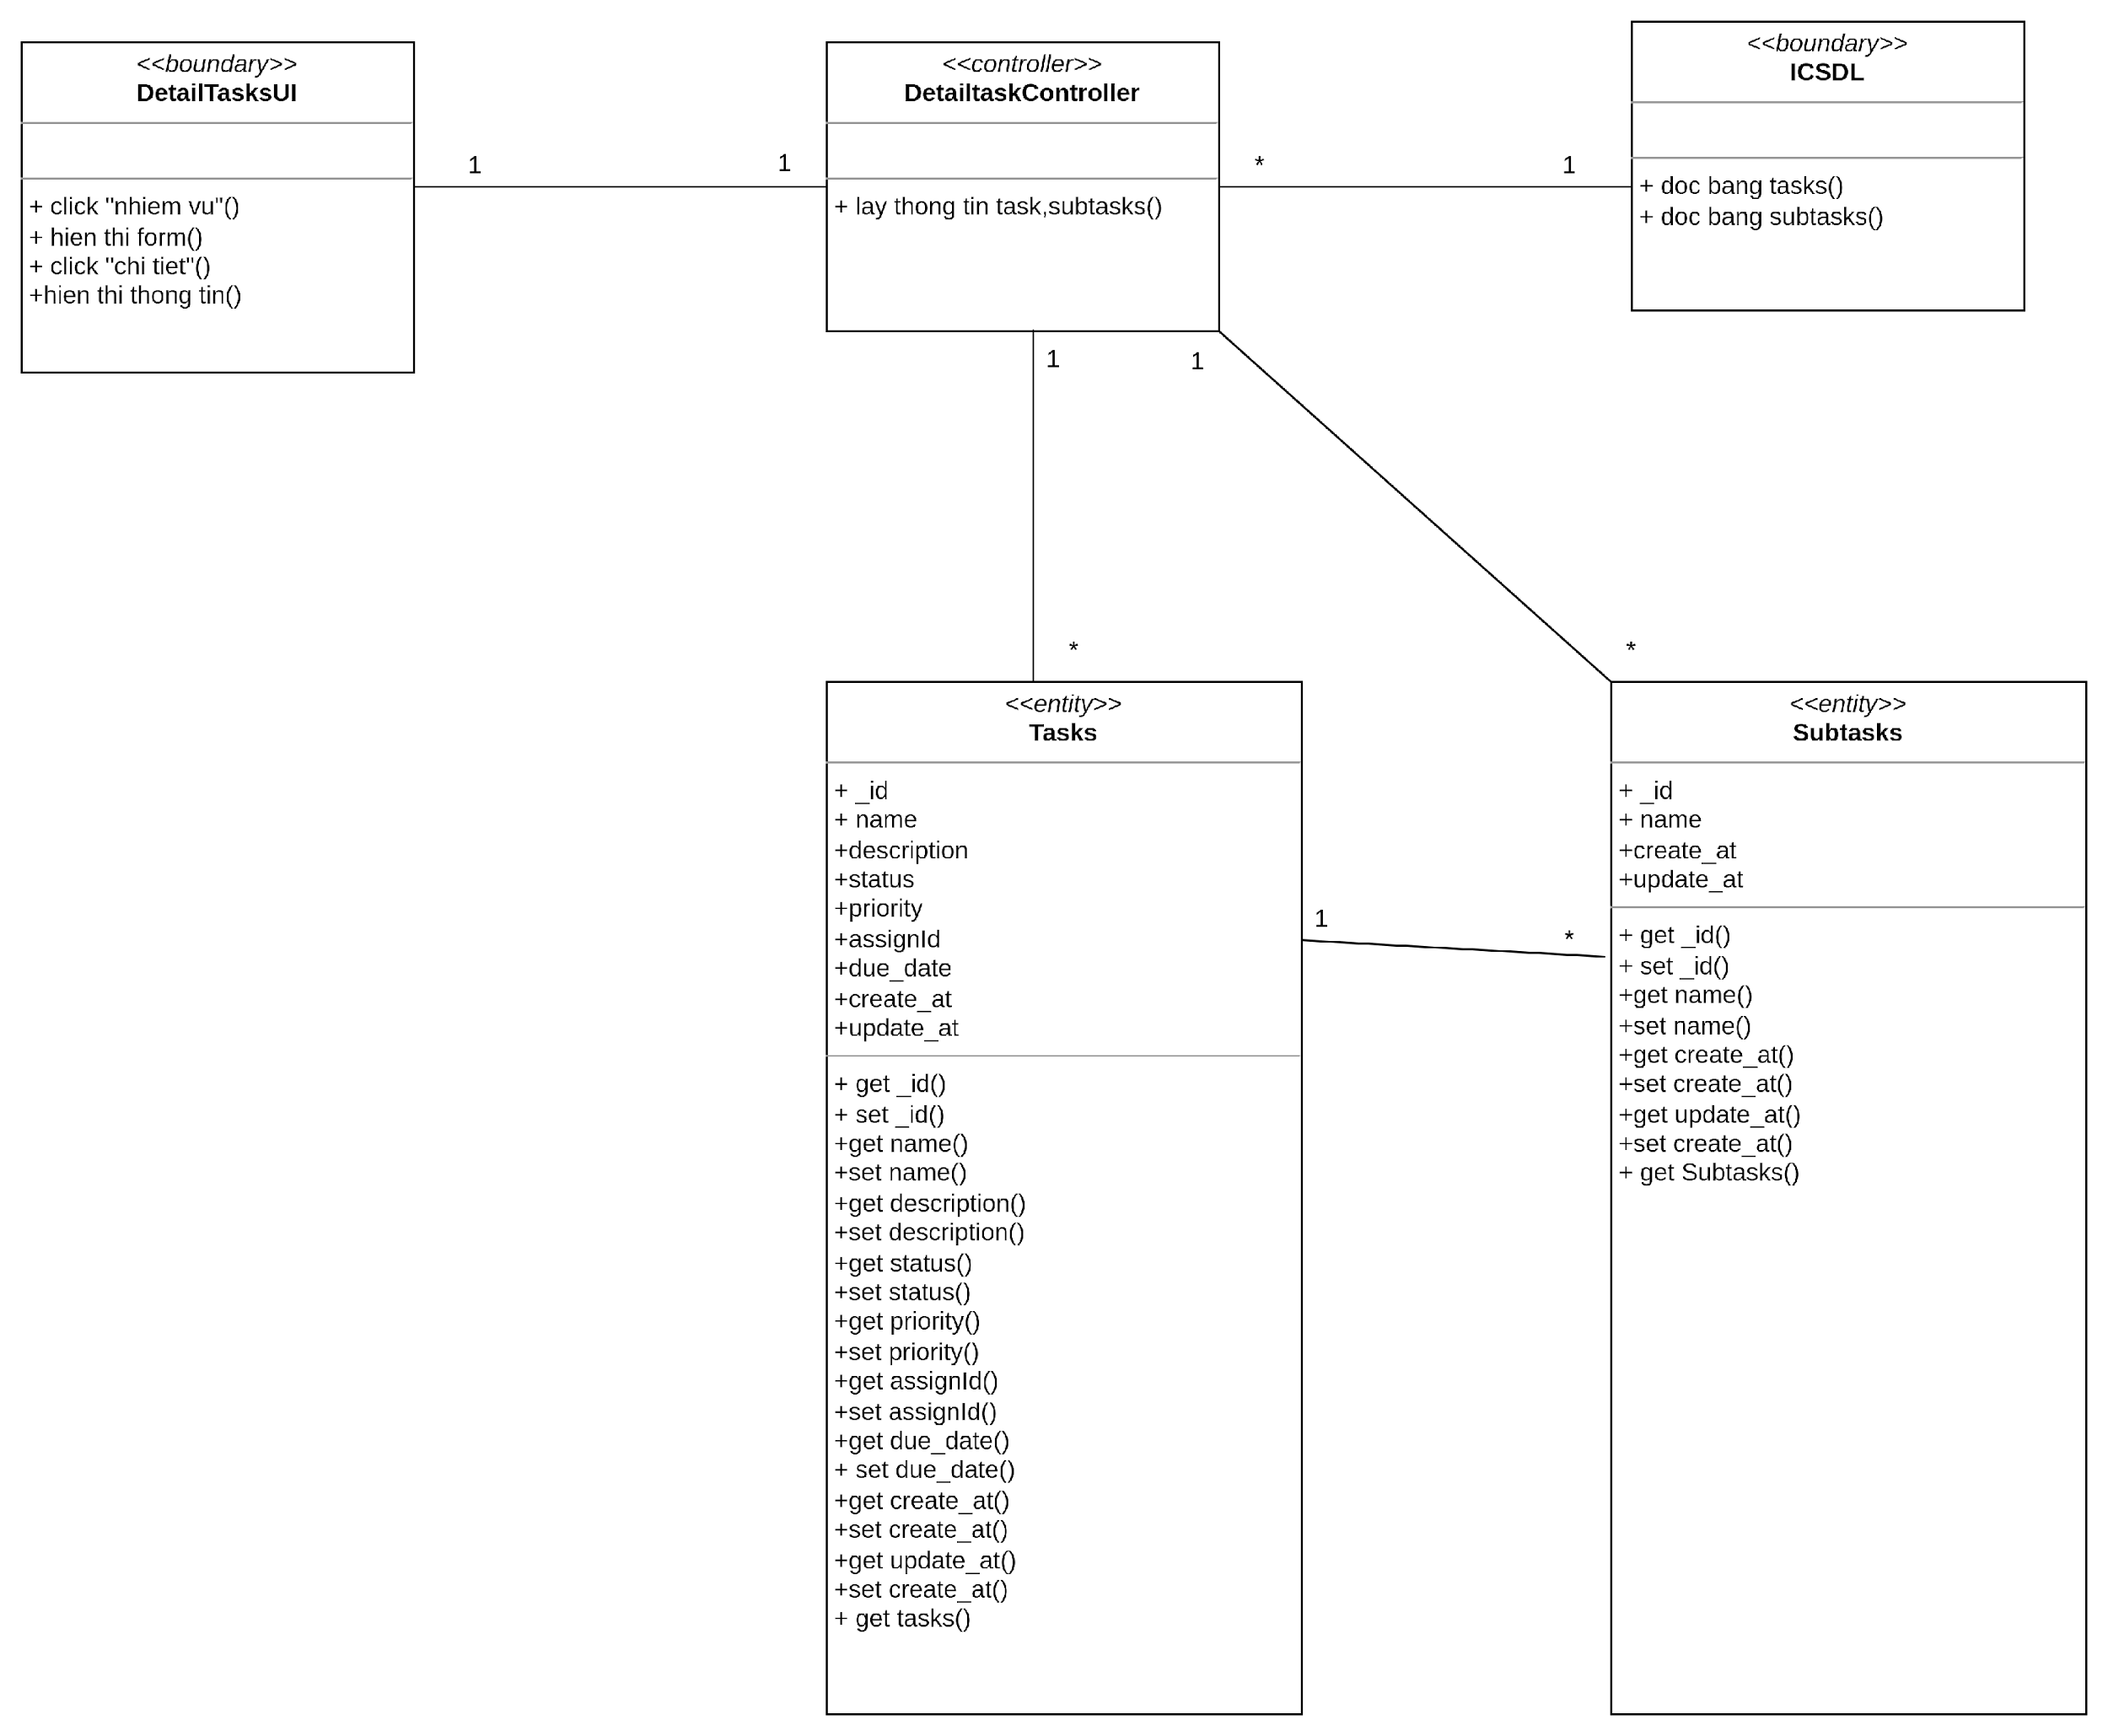 <<boundary>>
DetailTasksUI
+ click "nhiem vu"()
+ hien thi form()
+ click "chi tiet"()
+hien thi thong tin()
1
1
<<controller>>
DetailtaskController
+ lay thong tin task,subtasks()
*
1
<<boundary>>
ICSDL
+ doc bang tasks()
+ doc bang subtasks()
1
1
*
*
<<entity>>
Tasks
+ _id
+ name
+description
+status
+priority
+assignId
+due_date
+create_at
+update_at
+ get _id()
+ set _id()
+get name()
+set name()
+get description()
+set description()
+get status()
+set status()
+get priority()
+set priority()
+get assignId()
+set assignId()
+get due_date()
+ set due_date()
+get create_at()
+set create_at()
+get update_at()
+set create_at()
+ get tasks()
1
*
<<entity>>
Subtasks
+ _id
+ name
+create_at
+update_at
+ get _id()
+ set _id()
+get name()
+set name()
+get create_at()
+set create_at()
+get update_at()
+set create_at()
+ get Subtasks()